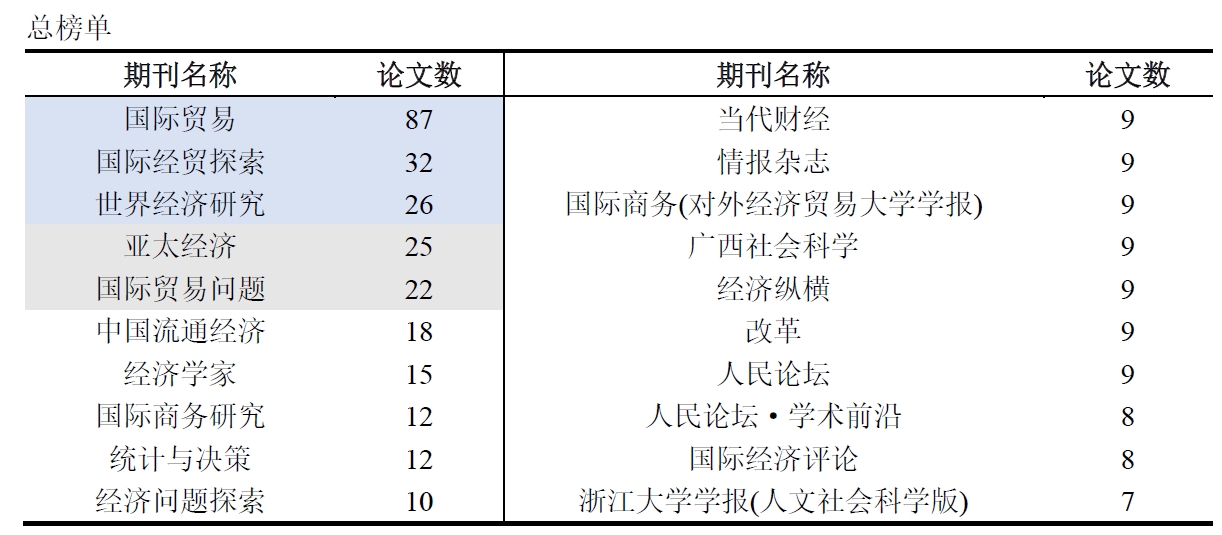 总榜单
期刊名称 论文数 期刊名称 论文数
国际贸易 87 当代财经 9
国际经贸探索 32 情报杂志 9
世界经济研究 26 国际商务(对外经济贸易大学学报) 9
亚太经济 25 广西社会科学 9
国际贸易问题 22 经济纵横 9
中国流通经济 18 改革 9
经济学家 15 人民论坛 9
国际商务研究 12 人民论坛·学术前沿 8
统计与决策 12 国际经济评论 8
经济问题探索 10 浙江大学学报(人文社会科学版) 7